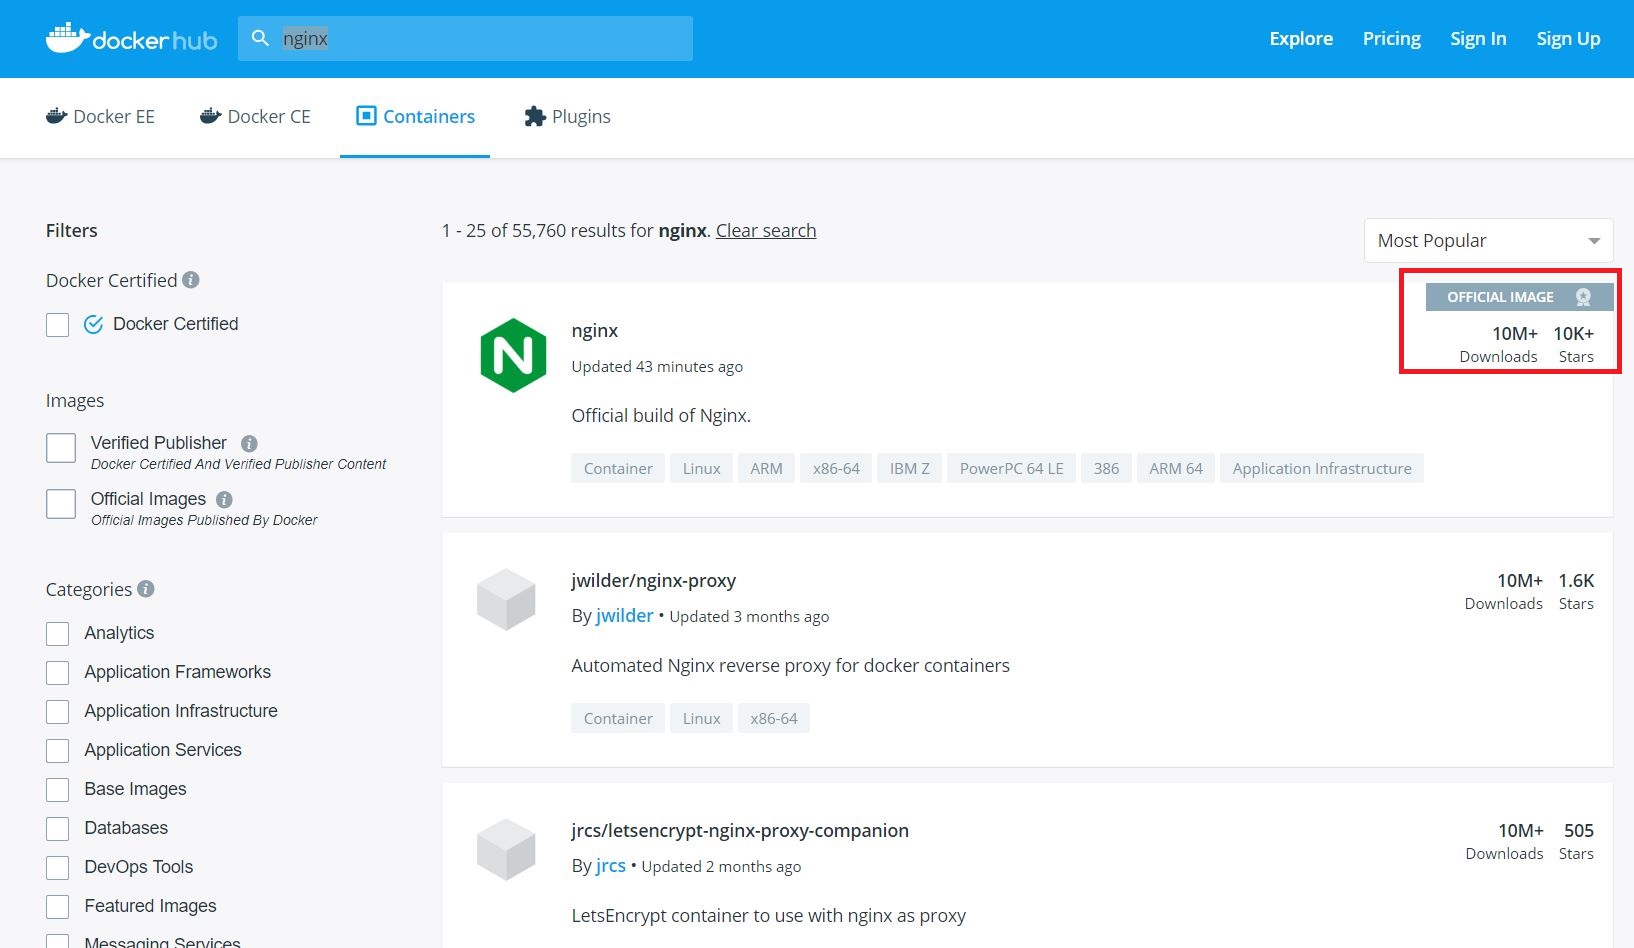 docker hub
nginx
Explore
Pricing
Sign In
Sign Up
Docker EE
Docker CE
Containers
Plugins
Filters
Docker Certified
Docker Certified
Images
Verified Publisher
Docker Certified And Verified Publisher Content
Official Images
Official Images Published By Docker
Categories
Analytics
Application Frameworks
Application Infrastructure
Application Services
Base Images
Databases
DevOps Tools
Featured Images
Messaging Services
1 - 25 of 55,760 results for nginx. Clear search
Most Popular
OFFICIAL IMAGE
N
nginx
10M+ 10K+
Downloads Stars
Updated 43 minutes ago
Official build of Nginx.
Container Linux ARM x86-64 IBM Z PowerPC 64 LE 386 ARM 64 Application Infrastructure
jwilder/nginx-proxy
10M+ 1.6K
Downloads Stars
By jwilder • Updated 3 months ago
Automated Nginx reverse proxy for docker containers
Container Linux x86-64
jrcs/letsencrypt-nginx-proxy-companion
10M+ 505
Downloads Stars
By jrcs • Updated 2 months ago
LetsEncrypt container to use with nginx as proxy